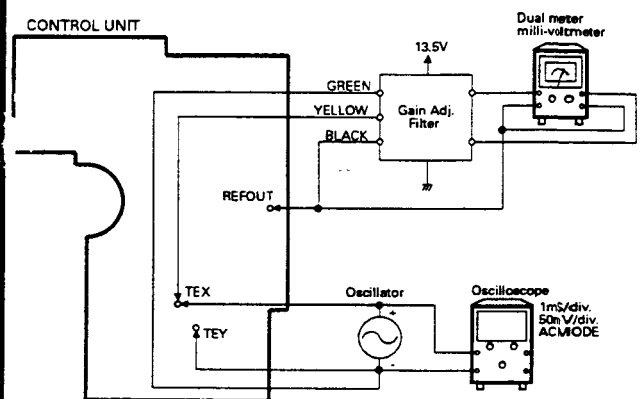 CONTROL UNIT
Dual meter
milli-voltmeter
13.5V
GREEN
YELLOW
BLACK
Gain Adj.
Filter
REFOUT
TEX
TEY
Oscillator
+
-
Oscilloscope
1mS/div.
50mV/div.
ACMIODE